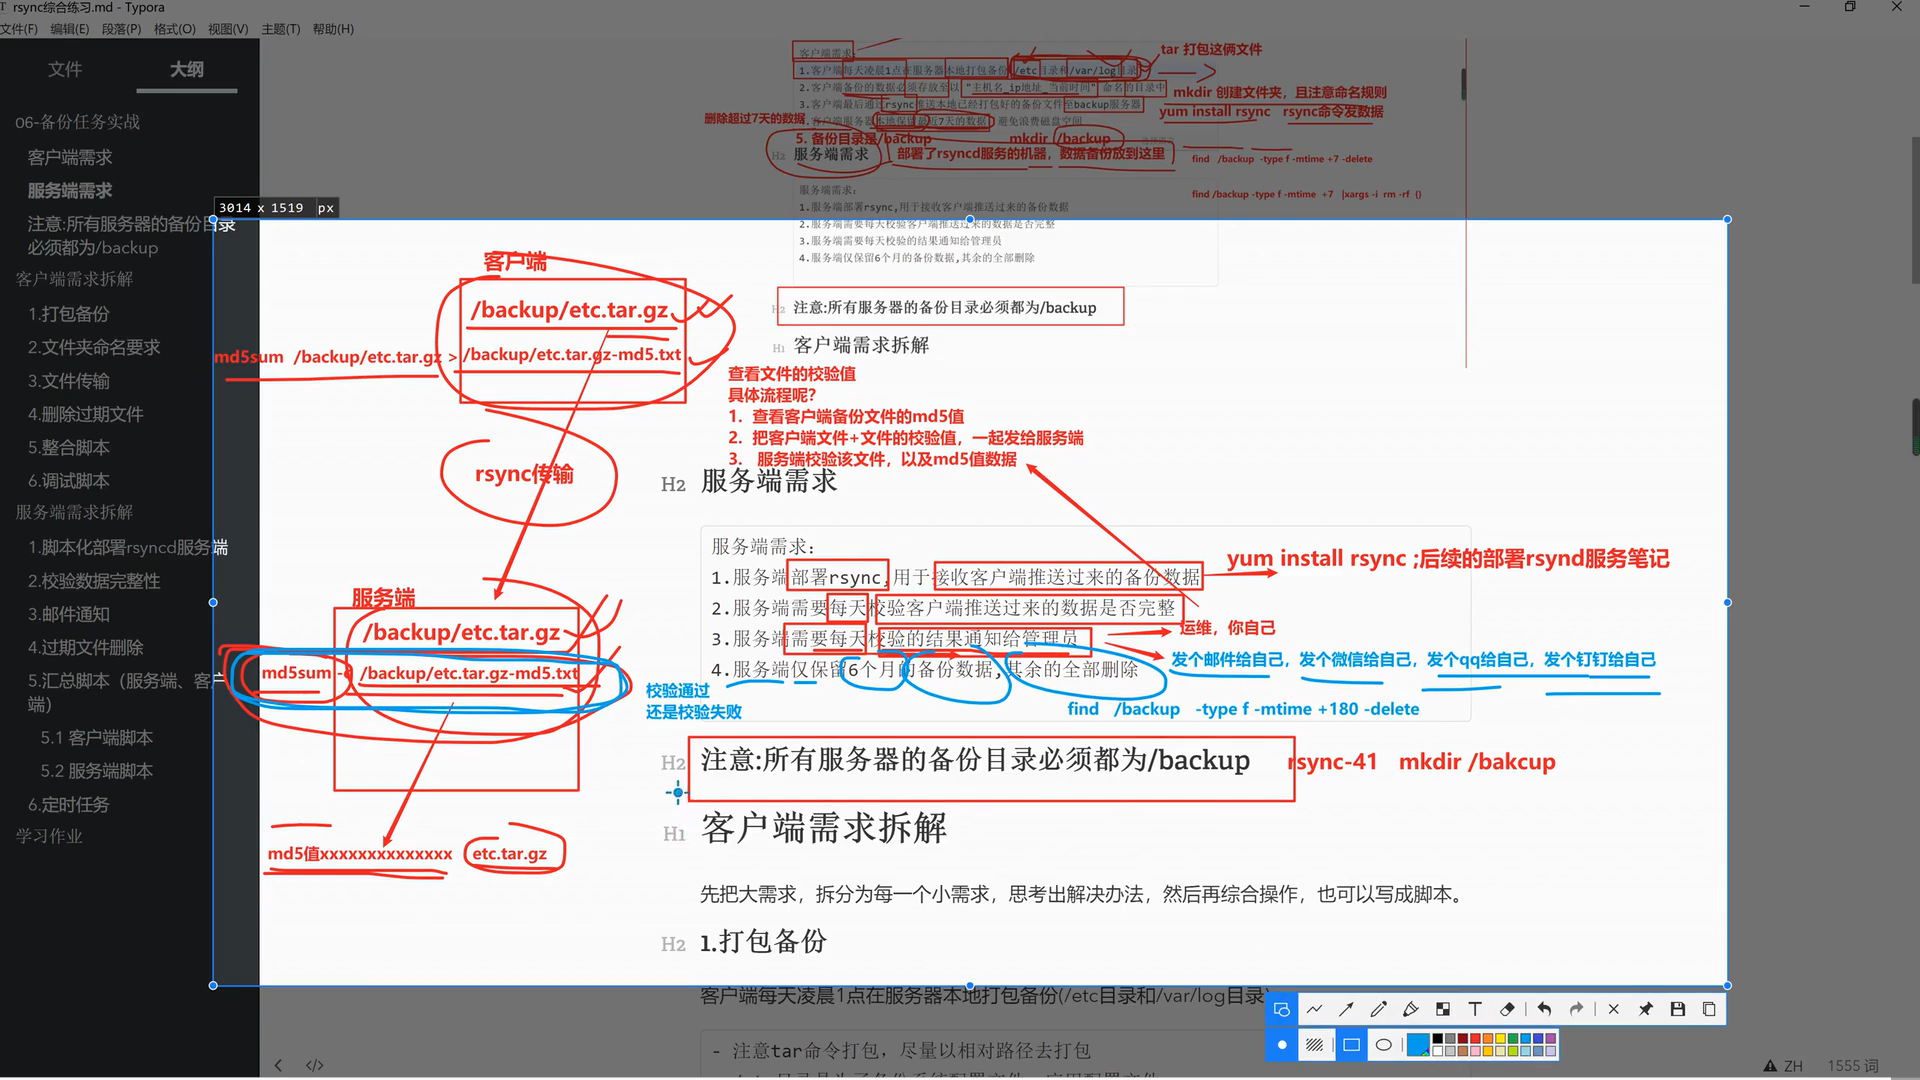 rsync综合练习.md - Typora
文件(F) 编辑(E) 段落(P) 格式(O) 视图(V) 主题(T) 帮助(H)
文件 大纲
06-备份任务实战
客户端需求
服务端需求
注意:所有服务器的备份目录
必须都为/backup
客户端需求拆解
1.打包备份
2.文件夹命名要求
3.文件传输
4.删除过期文件
5.整合脚本
6.调试脚本
服务端需求拆解
1.脚本化部署rsyncd服务端
2.校验数据完整性
3.邮件通知
4.过期文件删除
5.汇总脚本（服务端、客户
端）
5.1 客户端脚本
5.2 服务端脚本
6.定时任务
学习作业
客户端需求:
tar 打包这俩文件
1.客户端每天凌晨1点在服务器本地打包备份(/etc目录和/var/log目录)
2.客户端备份的数据必须存放至以 "主机名_ip地址_当前时间" 命名的目录中
mkdir 创建文件夹，且注意命名规则
3.客户端最后通过rsync推送本地已经打包好的备份文件至backup服务器
yum install rsync rsync命令发数据
删除超过7天的数据
4.客户端服务器本地保留最近7天的数据，避免浪费磁盘空间
5. 备份目录是/backup mkdir /backup
H2 服务端需求
部署了rsyncd服务的机器，数据备份放到这里
find /backup -type f -mtime +7 -delete
find /backup -type f -mtime +7 |xargs -i rm -rf {}
服务端需求:
1.服务端部署rsync,用于接收客户端推送过来的备份数据
2.服务端需要每天校验客户端推送过来的数据是否完整
3.服务端需要每天校验的结果通知给管理员
4.服务端仅保留6个月的备份数据,其余的全部删除
3014 x 1519 px
客户端
/backup/etc.tar.gz
md5sum /backup/etc.tar.gz > /backup/etc.tar.gz-md5.txt
H2 注意:所有服务器的备份目录必须都为/backup
H1 客户端需求拆解
查看文件的校验值
具体流程呢?
1. 查看客户端备份文件的md5值
2. 把客户端文件+文件的校验值，一起发给服务端
3. 服务端校验该文件，以及md5值数据
rsync传输
H2 服务端需求
服务端需求:
1.服务端部署rsync,用于接收客户端推送过来的备份数据
yum install rsync ;后续的部署rsynd服务笔记
2.服务端需要每天校验客户端推送过来的数据是否完整
3.服务端需要每天校验的结果通知给管理员
运维，你自己
4.服务端仅保留6个月的备份数据,其余的全部删除
发个邮件给自己，发个微信给自己，发个qq给自己，发个钉钉给自己
find /backup -type f -mtime +180 -delete
服务端
/backup/etc.tar.gz
md5sum -c /backup/etc.tar.gz-md5.txt
校验通过
还是校验失败
H2 注意:所有服务器的备份目录必须都为/backup
rsync-41 mkdir /bakcup
H1 客户端需求拆解
md5值xxxxxxxxxxxxxx etc.tar.gz
先把大需求，拆分为每一个小需求，思考出解决办法，然后再综合操作，也可以写成脚本。
H2 1.打包备份
客户端每天凌晨1点在服务器本地打包备份(/etc目录和/var/log目录)
- 注意tar命令打包，尽量以相对路径去打包
ZH 1555 词